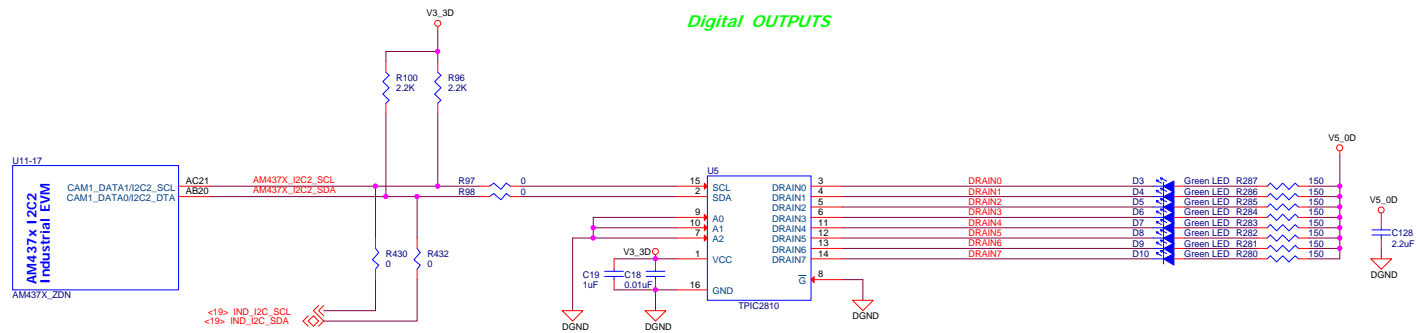 Digital OUTPUTS
V3_3D
R100
2.2K
R96
2.2K
U11-17
AM437x I2C2
Industrial EVM
CAM1_DATA1/I2C2_SCL
CAM1_DATA0/I2C2_DTA
AC21
AB20
AM437X_ZDN
AM437X_I2C2_SCL
AM437X_I2C2_SDA
R97 0
R98 0
R430
0
R432
0
<19> IND_I2C_SCL
<19> IND_I2C_SDA
U5
15 SCL
2 SDA
9 A0
10 A1
7 A2
1 VCC
16 GND
DRAIN0 3
DRAIN1 4
DRAIN2 5
DRAIN3 6
DRAIN4 11
DRAIN5 12
DRAIN6 13
DRAIN7 14
G 8
TPIC2810
V3_3D
C19
1uF
C18
0.01uF
DGND
DGND
DGND
DRAIN0 D3 Green LED R287 150
DRAIN1 D4 Green LED R286 150
DRAIN2 D5 Green LED R285 150
DRAIN3 D6 Green LED R284 150
DRAIN4 D7 Green LED R283 150
DRAIN5 D8 Green LED R282 150
DRAIN6 D9 Green LED R281 150
DRAIN7 D10 Green LED R280 150
V5_0D
V5_0D
C128
2.2uF
DGND